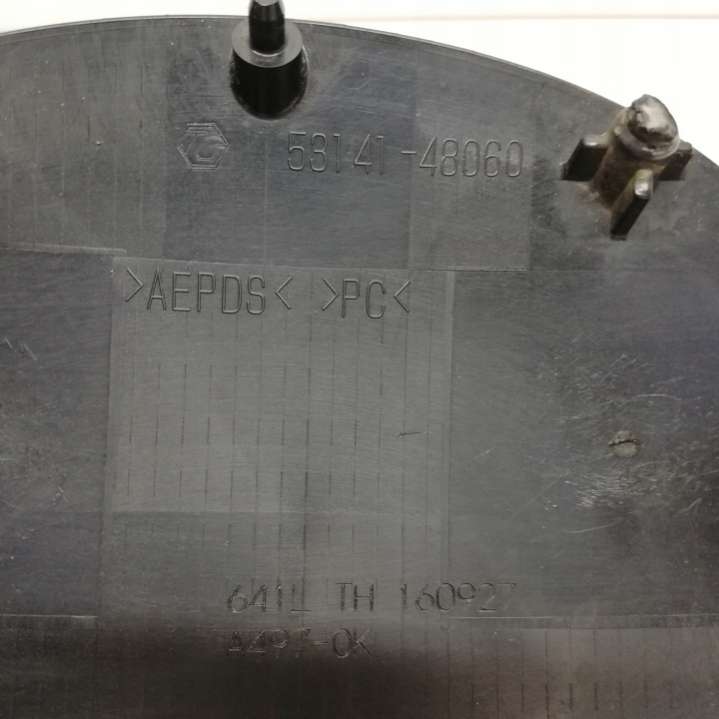 53141-48060
>AEPDS< >PC<
641L TH 160927